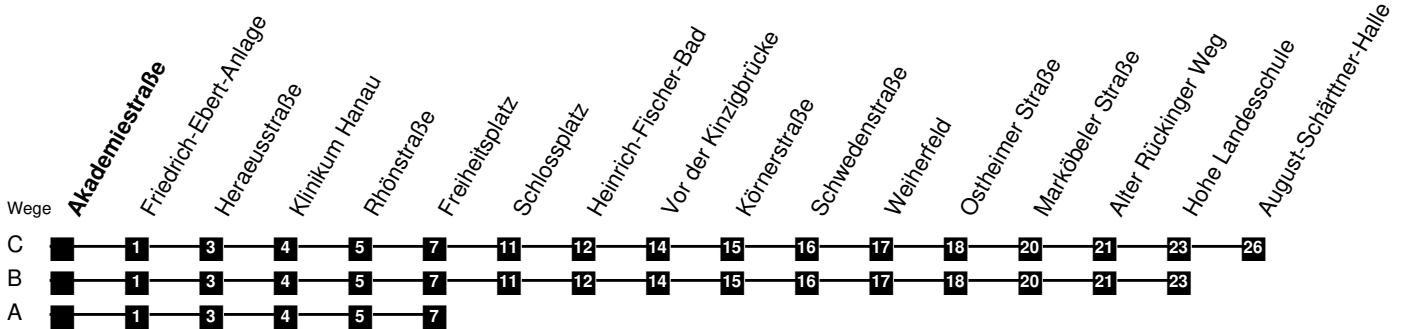 Akademiestraße
Friedrich-Ebert-Anlage
Heraeusstraße
Klinikum Hanau
Rhönstraße
Freiheitsplatz
Schlossplatz
Heinrich-Fischer-Bad
Vor der Kinzigbrücke
Körnerstraße
Schwedenstraße
Weiherfeld
Ostheimer Straße
Marköbeler Straße
Alter Rückinger Weg
Hohe Landesschule
August-Schärttner-Halle
Wege
C 1 3 4 5 7 11 12 14 15 16 17 18 20 21 23 26
B 1 3 4 5 7 11 12 14 15 16 17 18 20 21 23
A 1 3 4 5 7